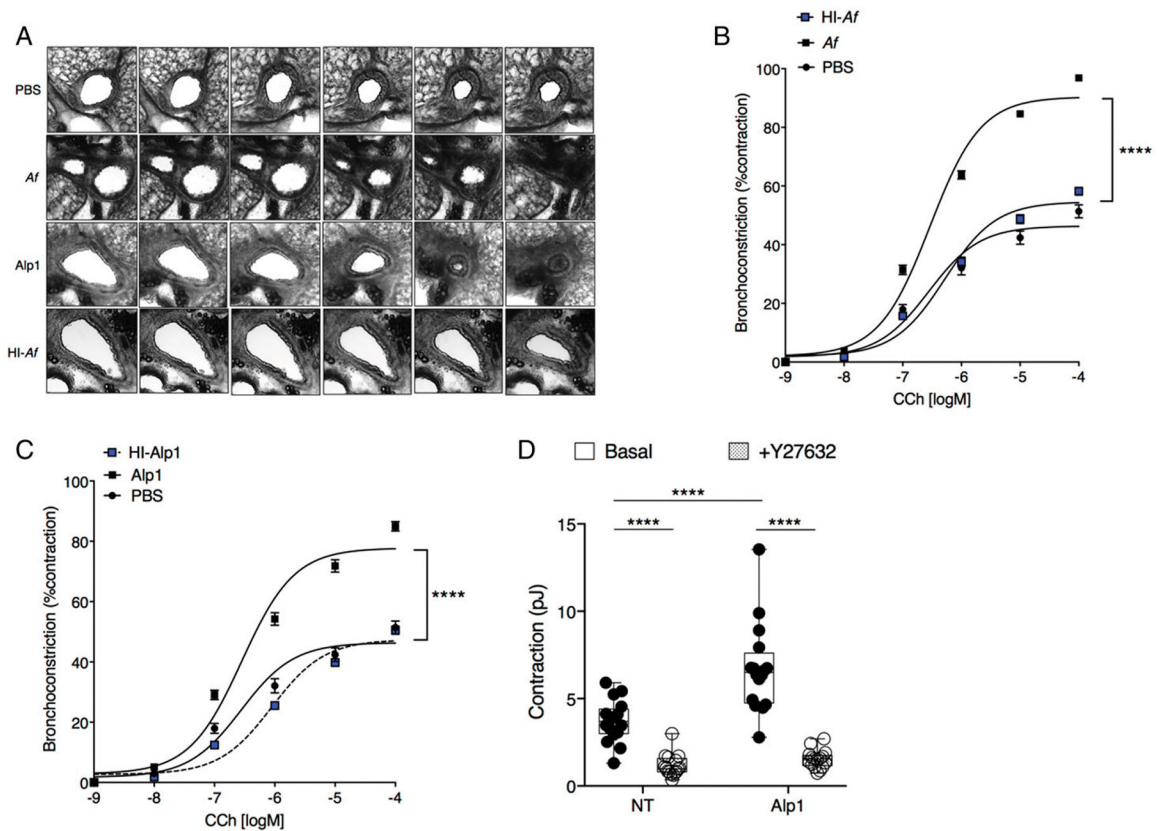 A
PBS
Af
Alp1
HI-Af
B
HI-Af
Af
PBS
Bronchoconstriction (%contraction)
100
80
60
40
20
0
****
-9 -8 -7 -6 -5 -4
CCh [logM]
C
HI-Alp1
Alp1
PBS
Bronchoconstriction (%contraction)
100
80
60
40
20
0
****
-9 -8 -7 -6 -5 -4
CCh [logM]
D
Basal +Y27632
****
**** ****
Contraction (pJ)
15
10
5
0
NT Alp1